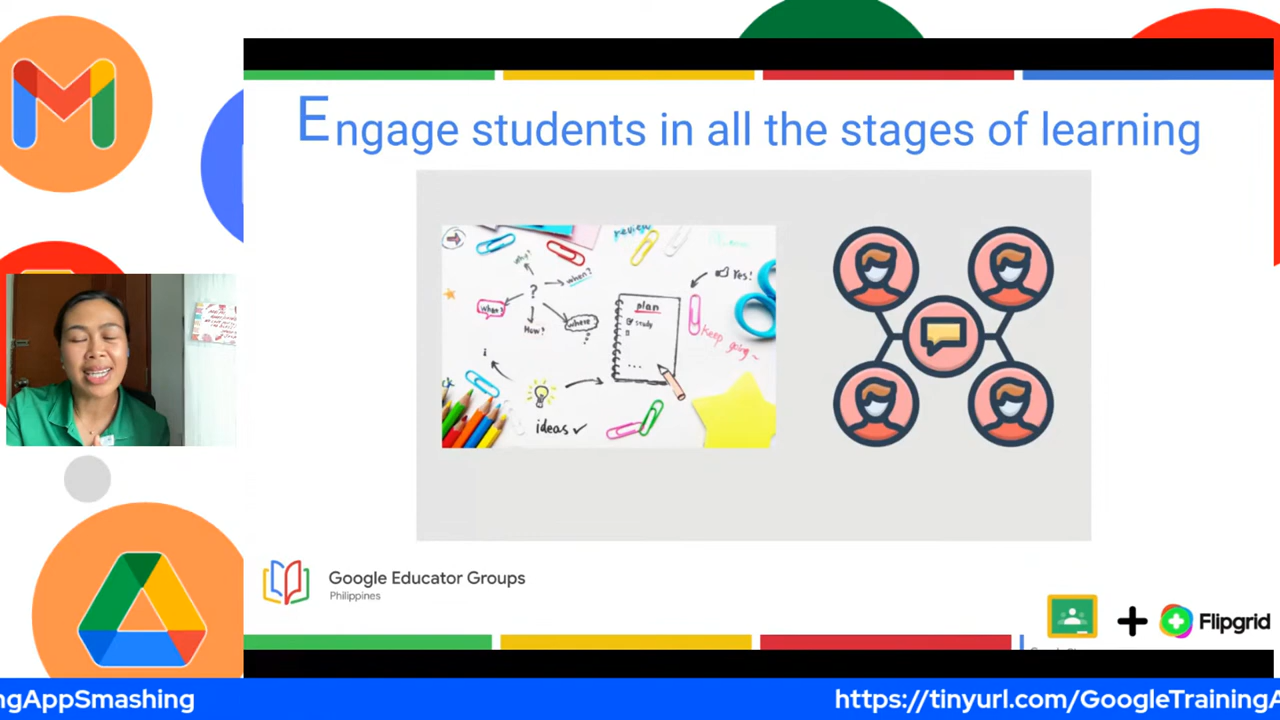 Engage students in all the stages of learning
review
why?
when?
Yes!
?
what?
plan
How?
where
study
Keep going~
i
ideas ✓
Google Educator Groups
Philippines
+ Flipgrid
ngAppSmashing
https://tinyurl.com/GoogleTrainingA